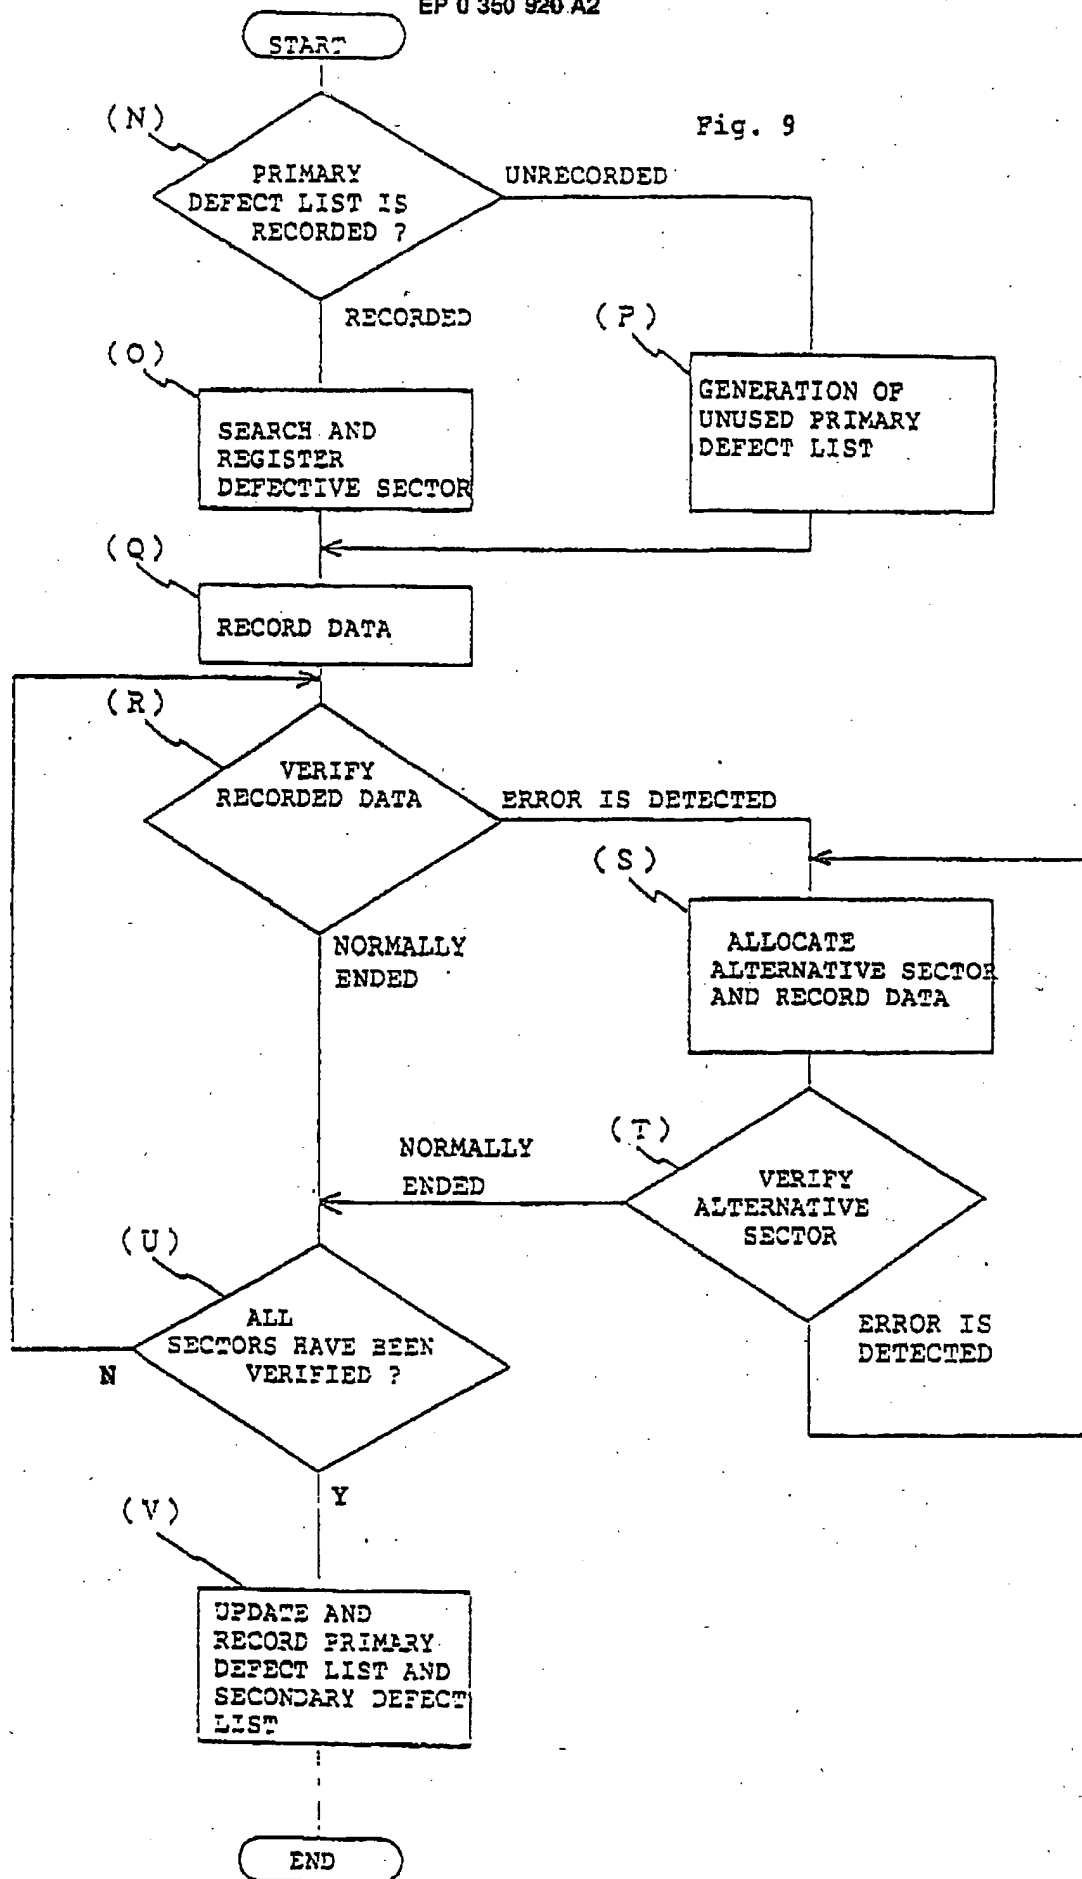 EP 0 350 920 A2
START
Fig. 9
(N)
PRIMARY
DEFECT LIST IS
RECORDED ?
UNRECORDED
RECORDED
(O)
SEARCH AND
REGISTER
DEFECTIVE SECTOR
(P)
GENERATION OF
UNUSED PRIMARY
DEFECT LIST
(Q)
RECORD DATA
(R)
VERIFY
RECORDED DATA
ERROR IS DETECTED
NORMALLY
ENDED
(S)
ALLOCATE
ALTERNATIVE SECTOR
AND RECORD DATA
(T)
VERIFY
ALTERNATIVE
SECTOR
NORMALLY
ENDED
ERROR IS
DETECTED
(U)
ALL
SECTORS HAVE BEEN
VERIFIED ?
N
Y
(V)
UPDATE AND
RECORD PRIMARY
DEFECT LIST AND
SECONDARY DEFECT
LIST
END